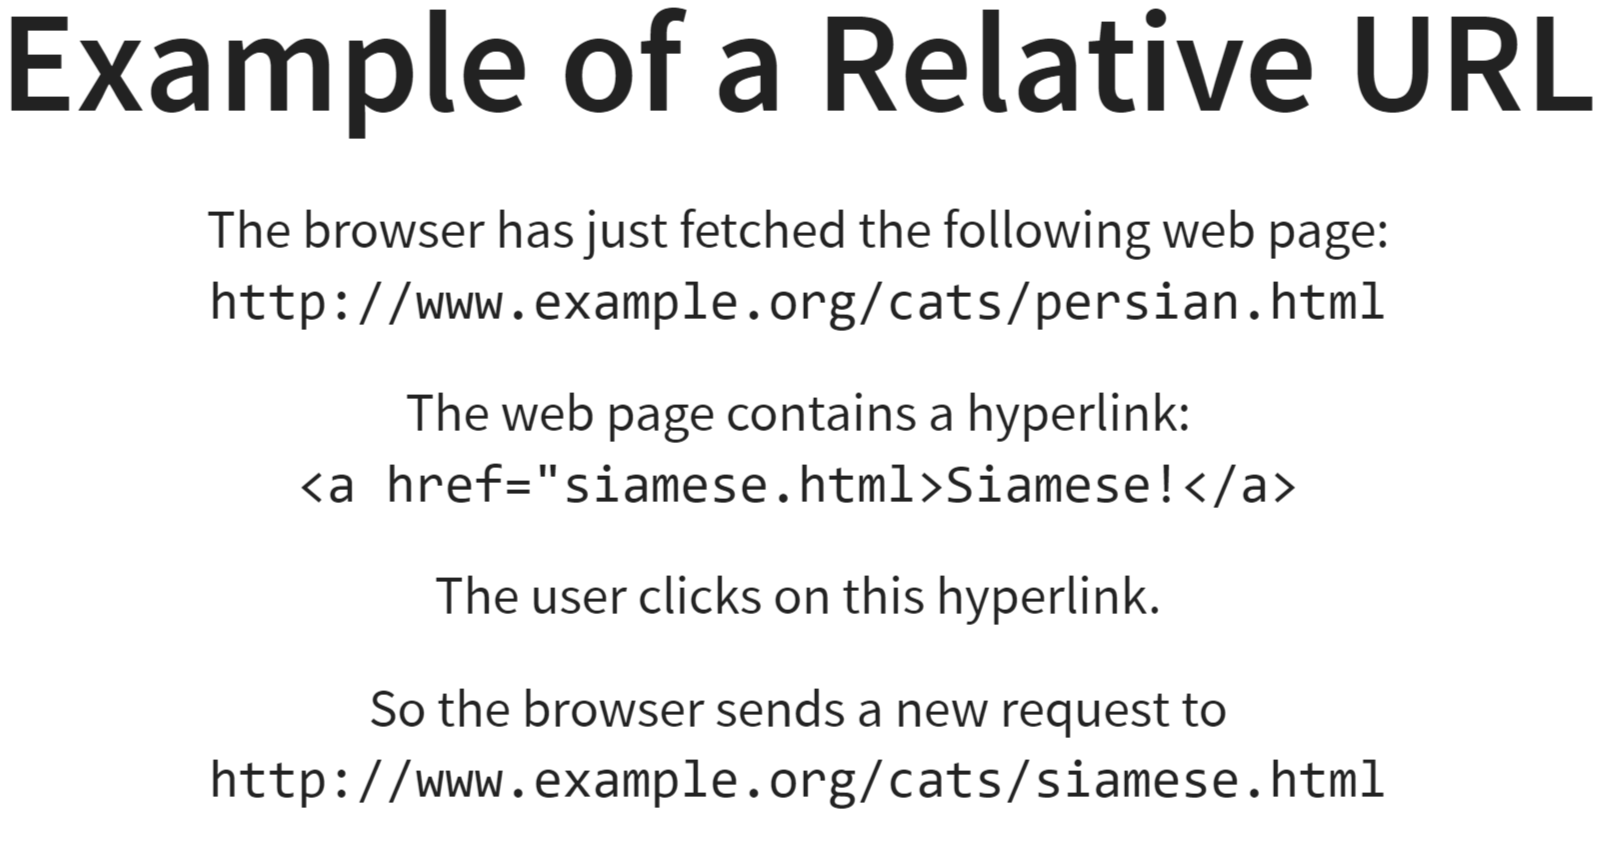 Example of a Relative URL
The browser has just fetched the following web page:
http://www.example.org/cats/persian.html
The web page contains a hyperlink:
<a href="siamese.html>Siamese!</a>
The user clicks on this hyperlink.
So the browser sends a new request to
http://www.example.org/cats/siamese.html